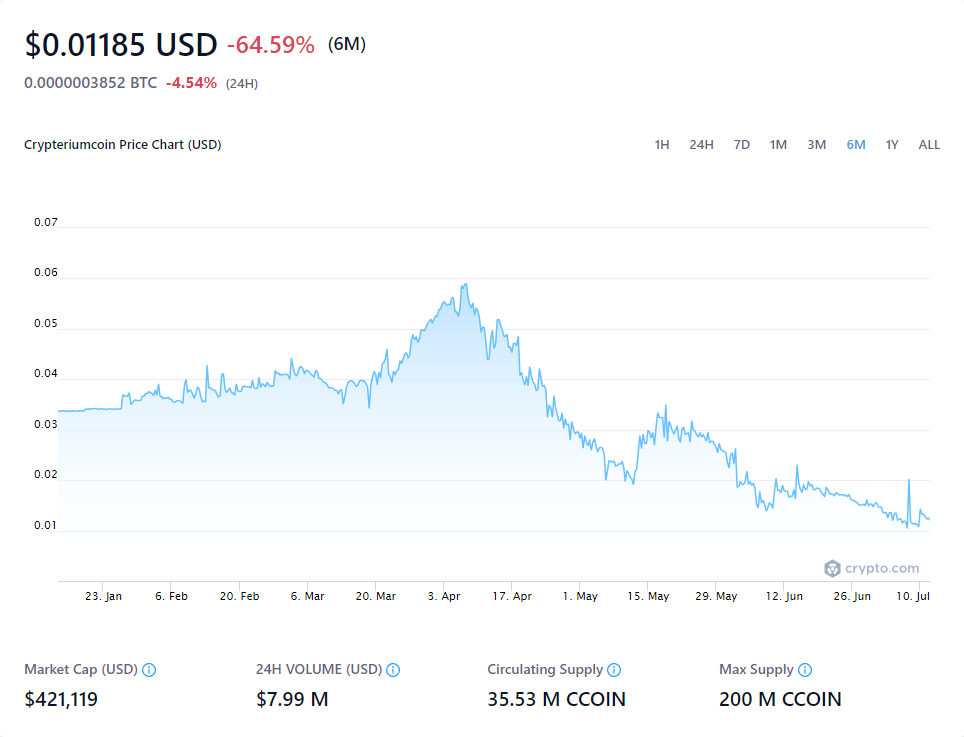 $0.01185 USD -64.59% (6M)
0.0000003852 BTC -4.54% (24H)
Crypteriumcoin Price Chart (USD) 1H 24H 7D 1M 3M 6M 1Y ALL
0.07
0.06
0.05
0.04
0.03
0.02
0.01
crypto.com
23. Jan 6. Feb 20. Feb 6. Mar 20. Mar 3. Apr 17. Apr 1. May 15. May 29. May 12. Jun 26. Jun 10. Jul
Market Cap (USD) 24H VOLUME (USD) Circulating Supply Max Supply
$421,119 $7.99 M 35.53 M CCOIN 200 M CCOIN